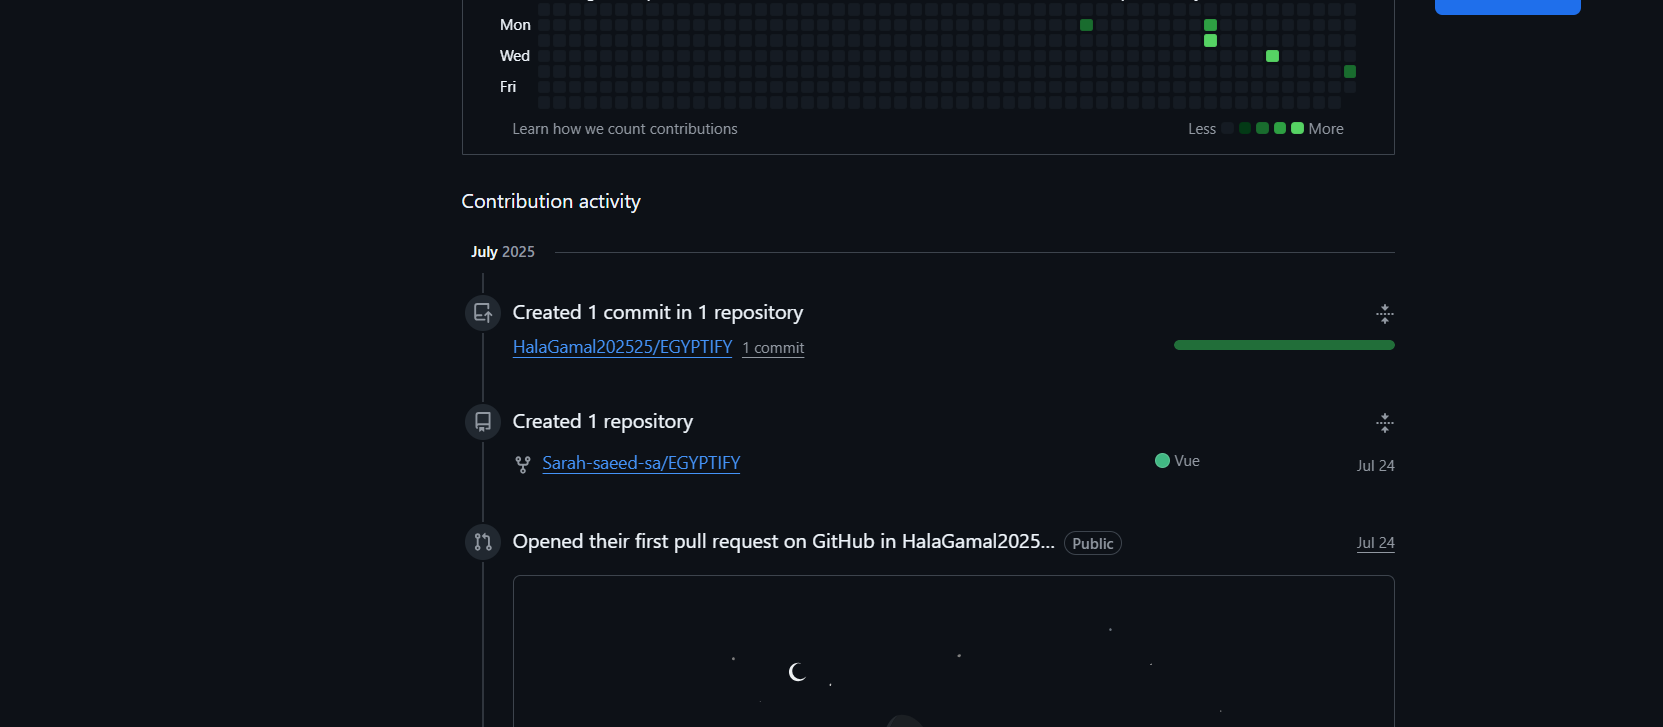 Mon
Wed
Fri
Learn how we count contributions
Less
More
Contribution activity
July 2025
Created 1 commit in 1 repository
HalaGamal202525/EGYPTIFY 1 commit
Created 1 repository
Sarah-saeed-sa/EGYPTIFY
Vue
Jul 24
Opened their first pull request on GitHub in HalaGamal2025... Public
Jul 24